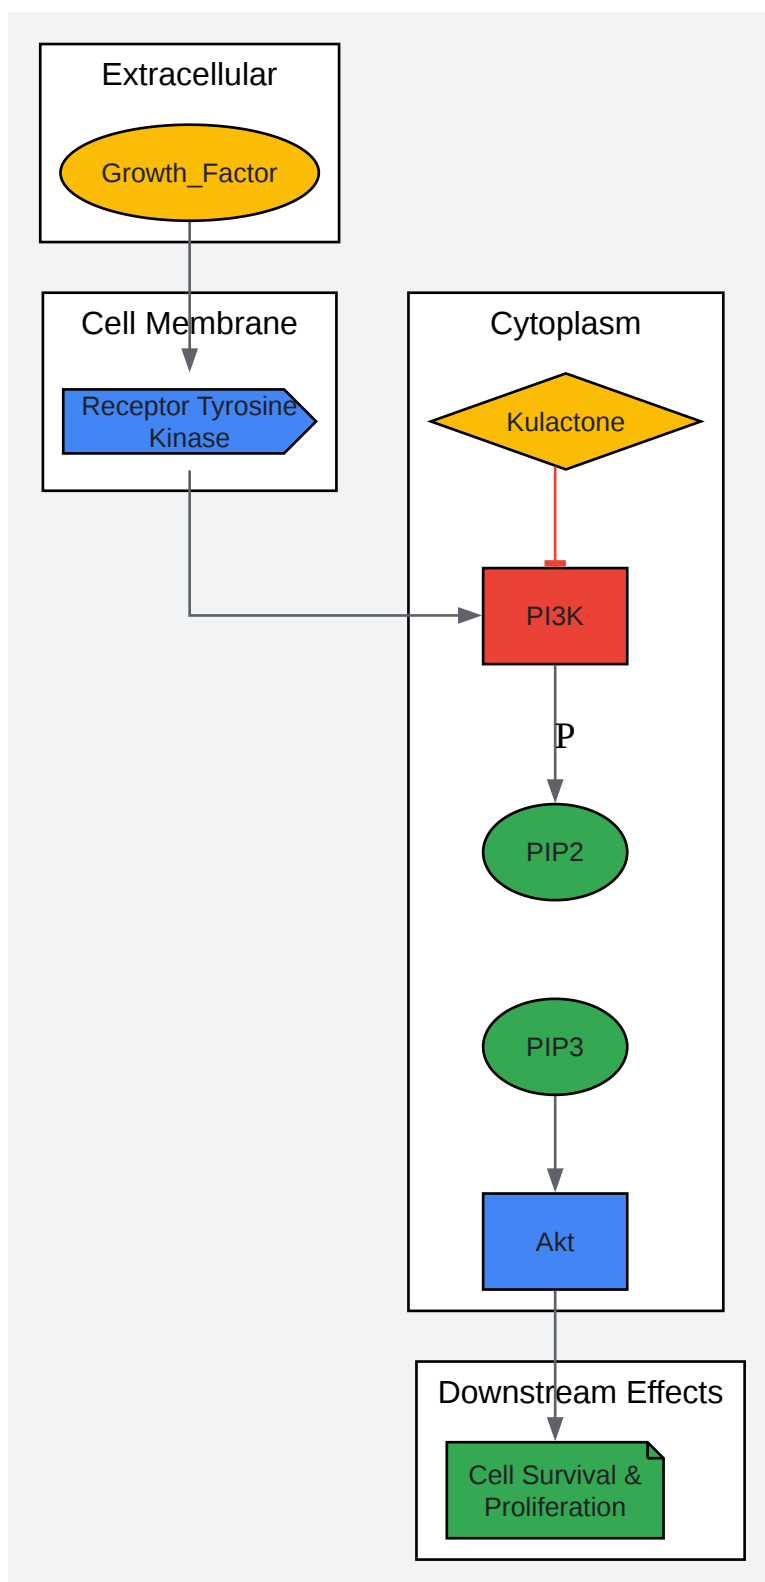 Extracellular
Growth_Factor
Cell Membrane
Receptor Tyrosine
Kinase
Cytoplasm
Kulactone
PI3K
P
PIP2
PIP3
Akt
Downstream Effects
Cell Survival &
Proliferation